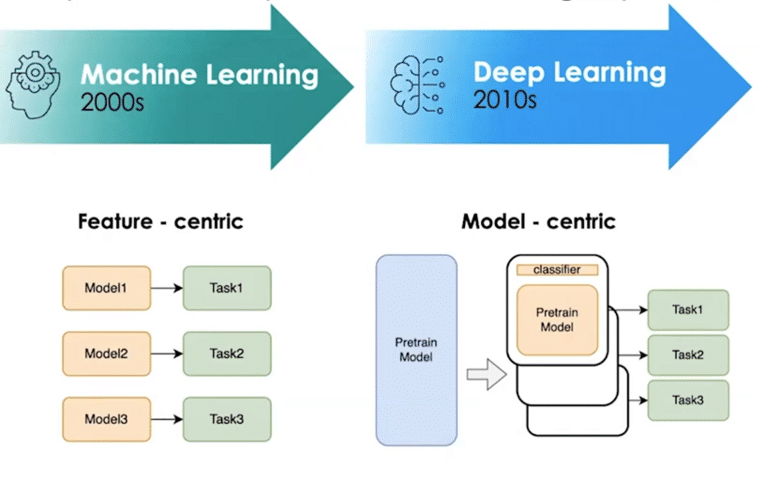 Machine Learning
2000s
Deep Learning
2010s
Feature - centric
Model - centric
Model1
Task1
Model2
Task2
Model3
Task3
Pretrain
Model
classifier
Pretrain
Model
Task1
Task2
Task3